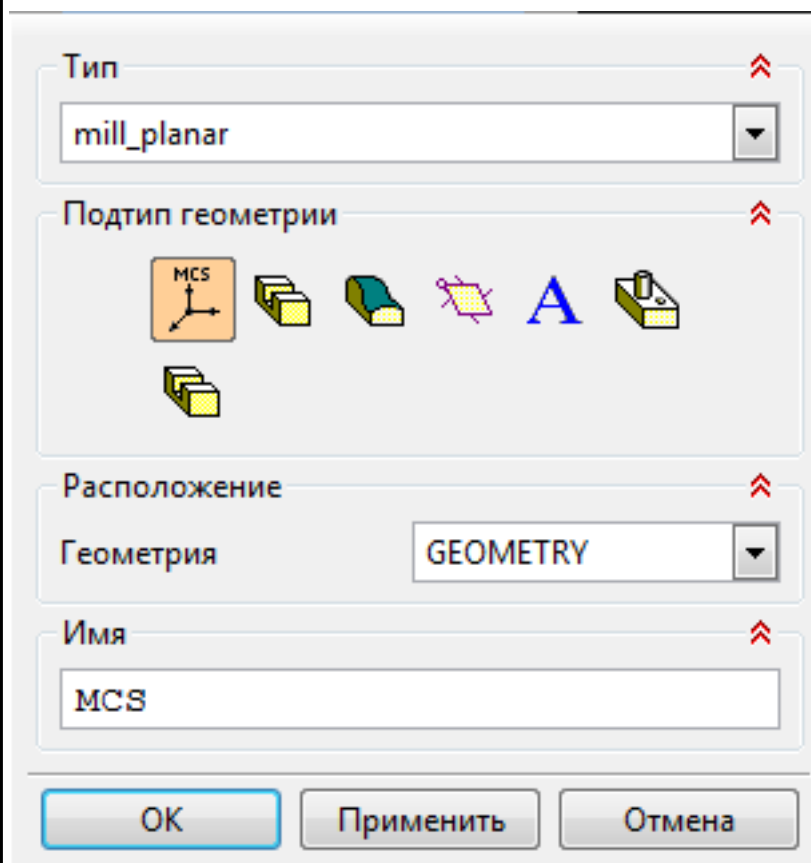 Тип
mill_planar
Подтип геометрии
MCS
A
Расположение
Геометрия GEOMETRY
Имя
MCS
OK Применить Отмена